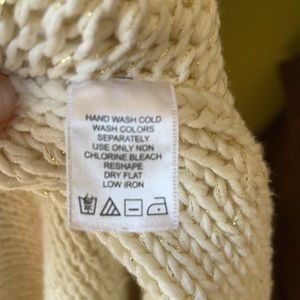 HAND WASH COLD
WASH COLORS
SEPARATELY
USE ONLY NON
CHLORINE BLEACH
RESHAPE
DRY FLAT
LOW IRON